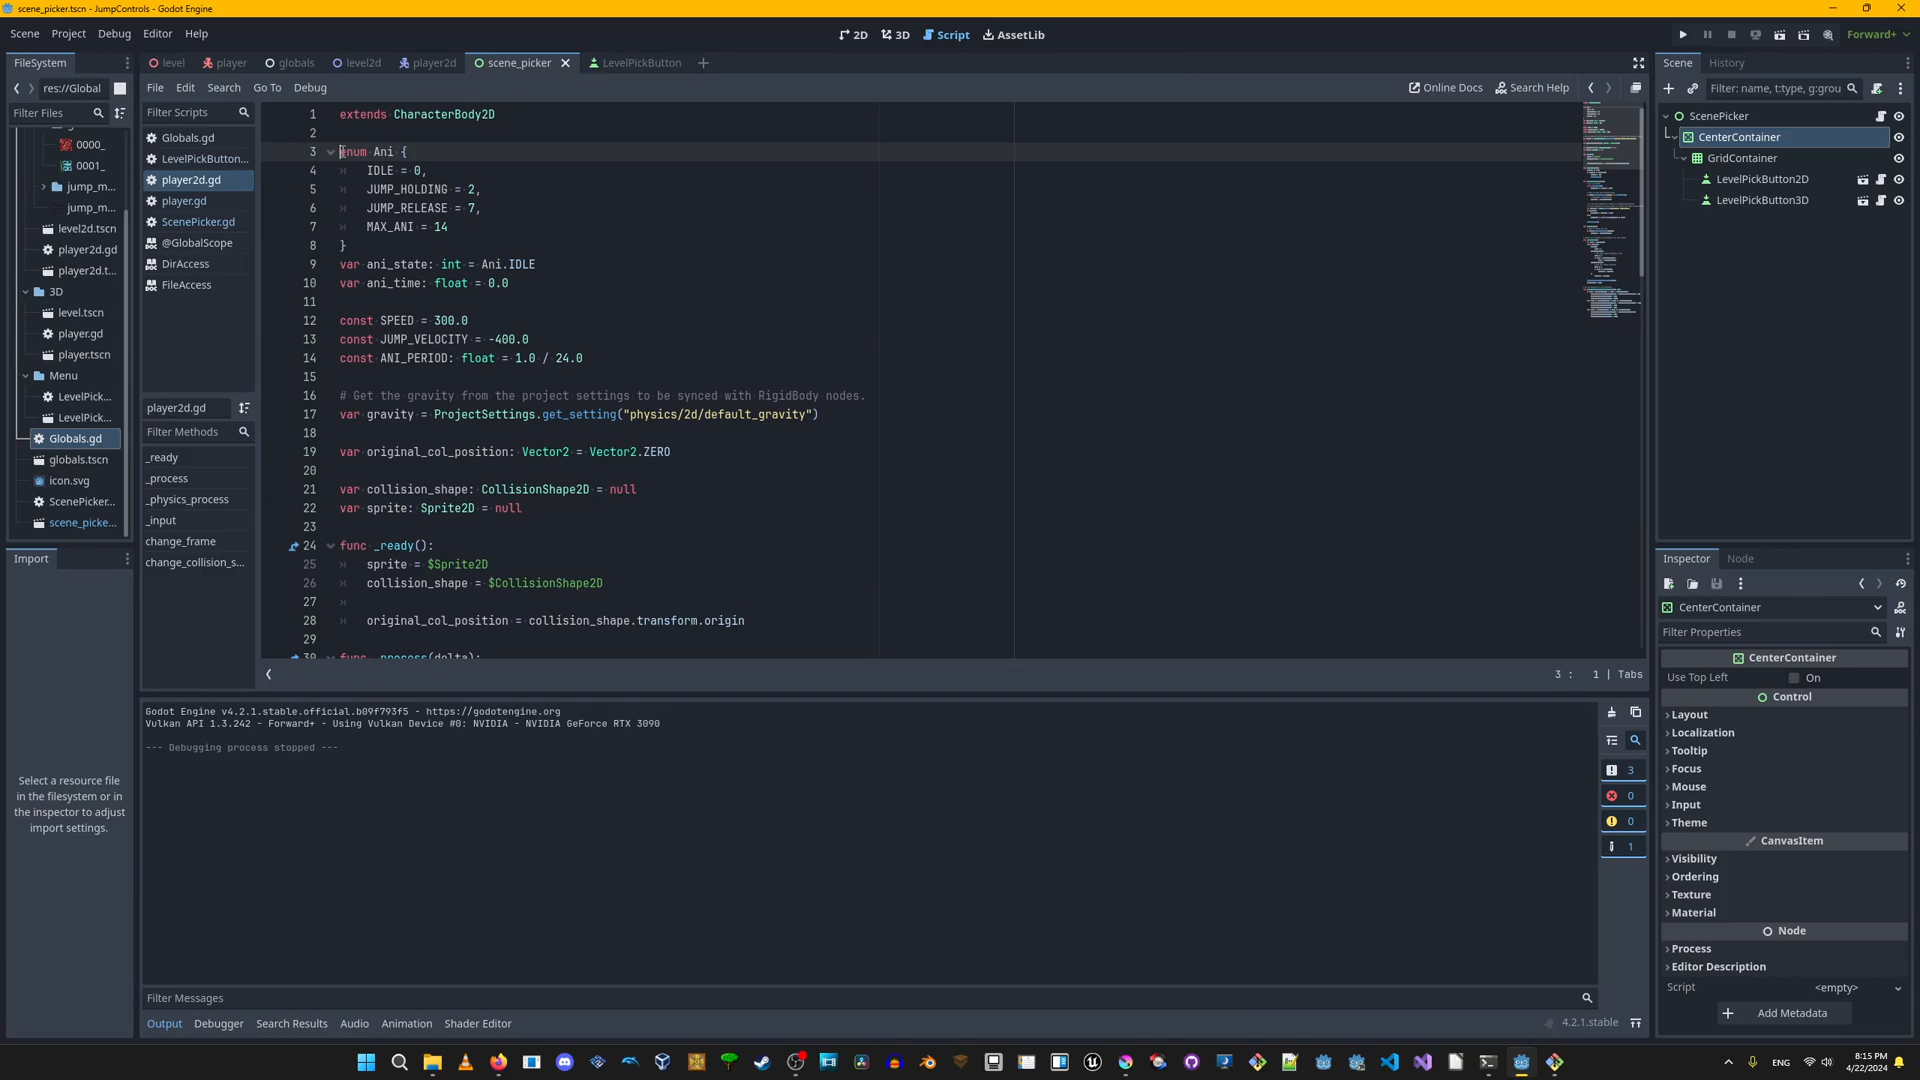 scene_picker.tscn - JumpControls - Godot Engine
Scene Project Debug Editor Help
2D 3D Script AssetLib
Forward+
FileSystem
level player globals level2d player2d scene_picker LevelPickButton
Scene History
res://Global
File Edit Search Go To Debug
Online Docs Search Help
Filter: name, t:type, g:grou
Filter Files
Filter Scripts
0000_
0001_
jump_m...
jump_m...
level2d.tscn
player2d.gd
player2d.t...
3D
level.tscn
player.gd
player.tscn
Menu
LevelPick...
LevelPick...
Globals.gd
globals.tscn
icon.svg
ScenePicker...
scene_picke...
Globals.gd
LevelPickButton...
player2d.gd
player.gd
ScenePicker.gd
@GlobalScope
DirAccess
FileAccess
player2d.gd
Filter Methods
_ready
_process
_physics_process
_input
change_frame
change_collision_s...
1 extends CharacterBody2D
2
3 enum Ani {
4 IDLE = 0,
5 JUMP_HOLDING = 2,
6 JUMP_RELEASE = 7,
7 MAX_ANI = 14
8 }
9 var ani_state: int = Ani.IDLE
10 var ani_time: float = 0.0
11
12 const SPEED = 300.0
13 const JUMP_VELOCITY = -400.0
14 const ANI_PERIOD: float = 1.0 / 24.0
15
16 # Get the gravity from the project settings to be synced with RigidBody nodes.
17 var gravity = ProjectSettings.get_setting("physics/2d/default_gravity")
18
19 var original_col_position: Vector2 = Vector2.ZERO
20
21 var collision_shape: CollisionShape2D = null
22 var sprite: Sprite2D = null
23
24 func _ready():
25 sprite = $Sprite2D
26 collision_shape = $CollisionShape2D
27
28 original_col_position = collision_shape.transform.origin
29
30 func _process(delta):
3 : 1 | Tabs
ScenePicker
CenterContainer
GridContainer
LevelPickButton2D
LevelPickButton3D
Import
Select a resource file
in the filesystem or in
the inspector to adjust
import settings.
Godot Engine v4.2.1.stable.official.b09f793f5 - https://godotengine.org
Vulkan API 1.3.242 - Forward+ - Using Vulkan Device #0: NVIDIA - NVIDIA GeForce RTX 3090
--- Debugging process stopped ---
3
0
0
1
Filter Messages
Output Debugger Search Results Audio Animation Shader Editor
4.2.1.stable
Inspector Node
CenterContainer
Filter Properties
CenterContainer
Use Top Left On
Control
Layout
Localization
Tooltip
Focus
Mouse
Input
Theme
CanvasItem
Visibility
Ordering
Texture
Material
Node
Process
Editor Description
Script <empty>
Add Metadata
ENG
8:15 PM
4/22/2024